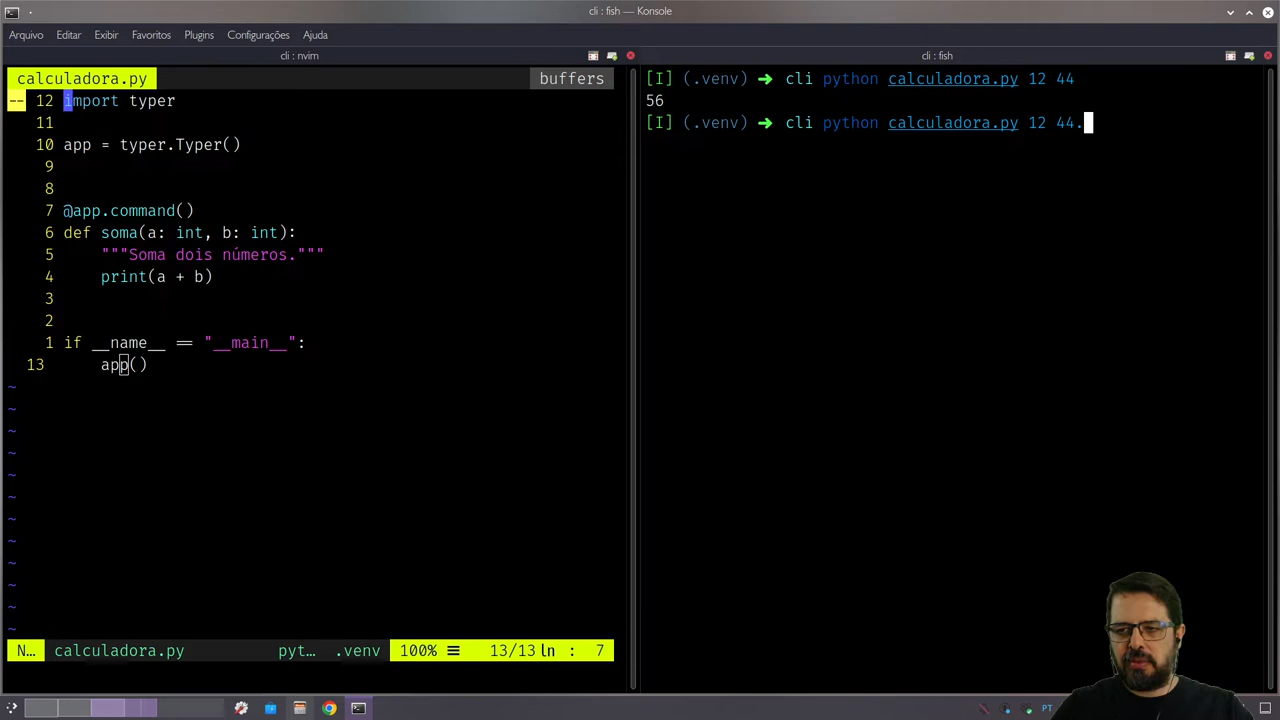 cli : fish — Konsole
Arquivo Editar Exibir Favoritos Plugins Configurações Ajuda
cli : nvim
calculadora.py buffers
-- 12 import typer
11
10 app = typer.Typer()
9
8
7 @app.command()
6 def soma(a: int, b: int):
5 """Soma dois números."""
4 print(a + b)
3
2
1 if __name__ == "__main__":
13 app()
~
~
~
~
~
~
~
~
~
~
~
~
N… calculadora.py pyt… .venv 100% ☰ 13/13㏑ : 7
cli : fish
[I] (.venv) ➜ cli python calculadora.py 12 44
56
[I] (.venv) ➜ cli python calculadora.py 12 44.
PT